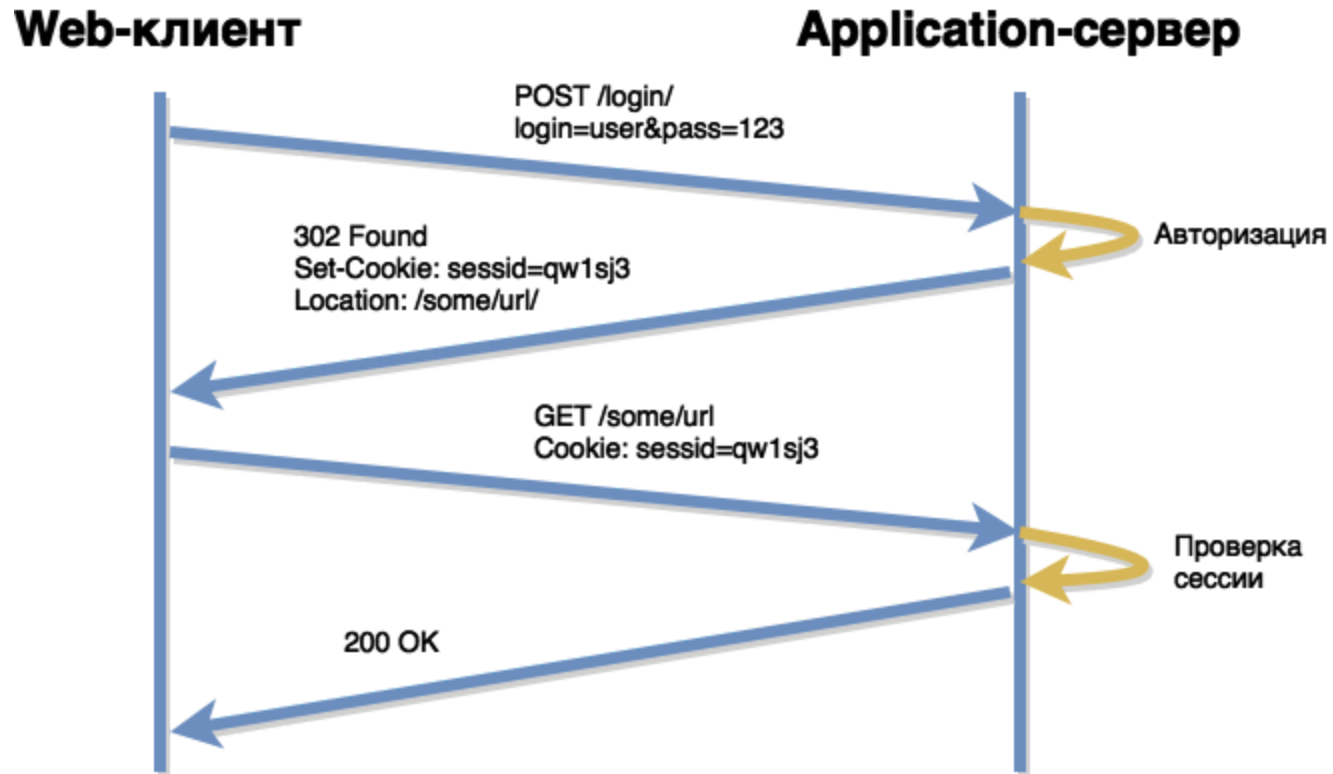 Web-клиент
Application-сервер
POST /login/
login=user&pass=123
Авторизация
302 Found
Set-Cookie: sessid=qw1sj3
Location: /some/url/
GET /some/url
Cookie: sessid=qw1sj3
Проверка
сессии
200 OK